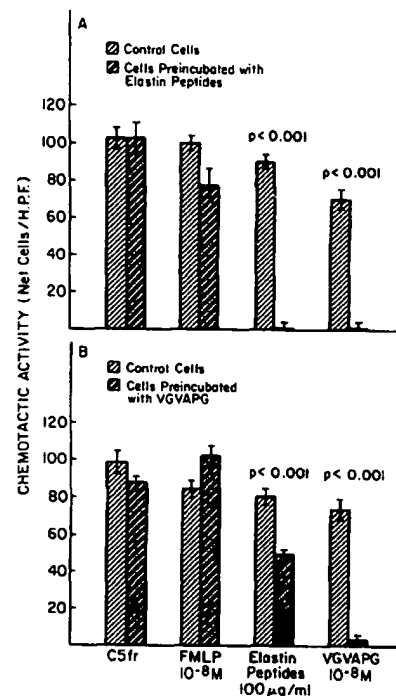 A
Control Cells
Cells Preincubated with
Elastin Peptides
120
100
80
60
40
20
p< 0.001
p< 0.001
CHEMOTACTIC ACTIVITY (Net Cells/H.P.F.)
B
Control Cells
Cells Preincubated
with VGVAPG
120
100
80
60
40
20
p< 0.001
p< 0.001
C5fr
FMLP
10-8M
Elastin
Peptides
100 µg/ml
VGVAPG
10-8M